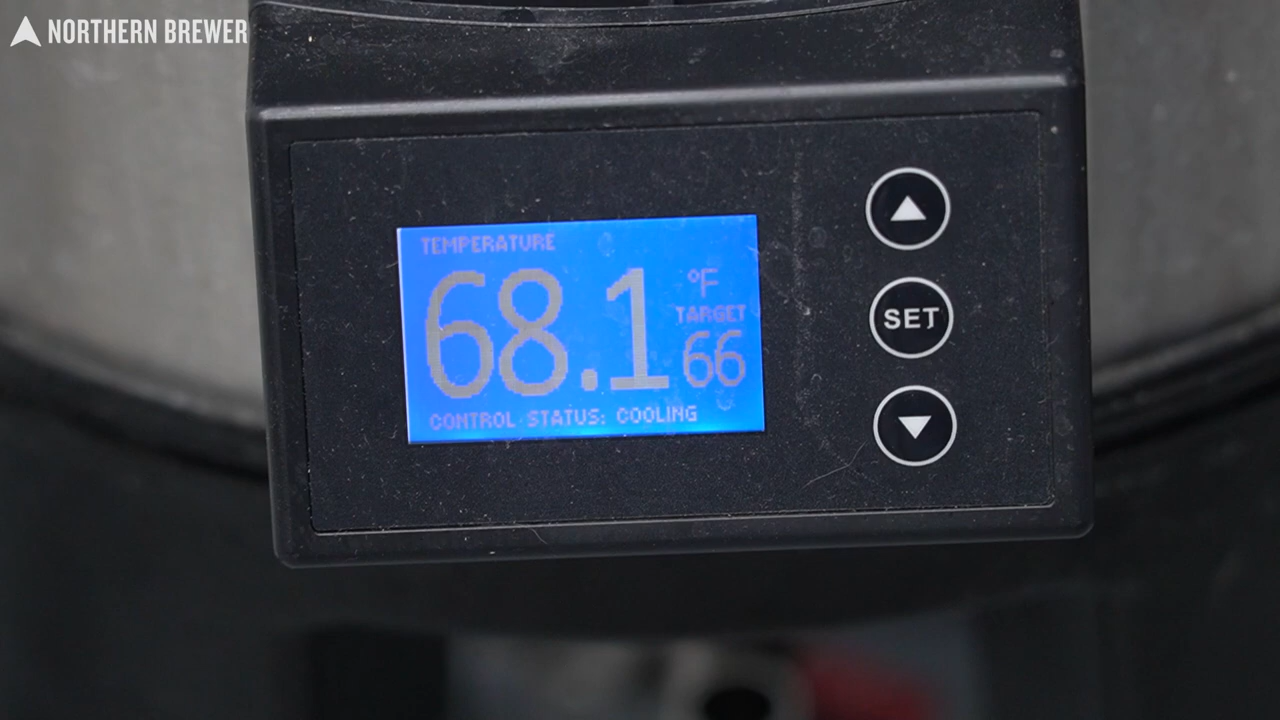 NORTHERN BREWER
TEMPERATURE
68.1 °F
TARGET
66
CONTROL STATUS: COOLING
SET